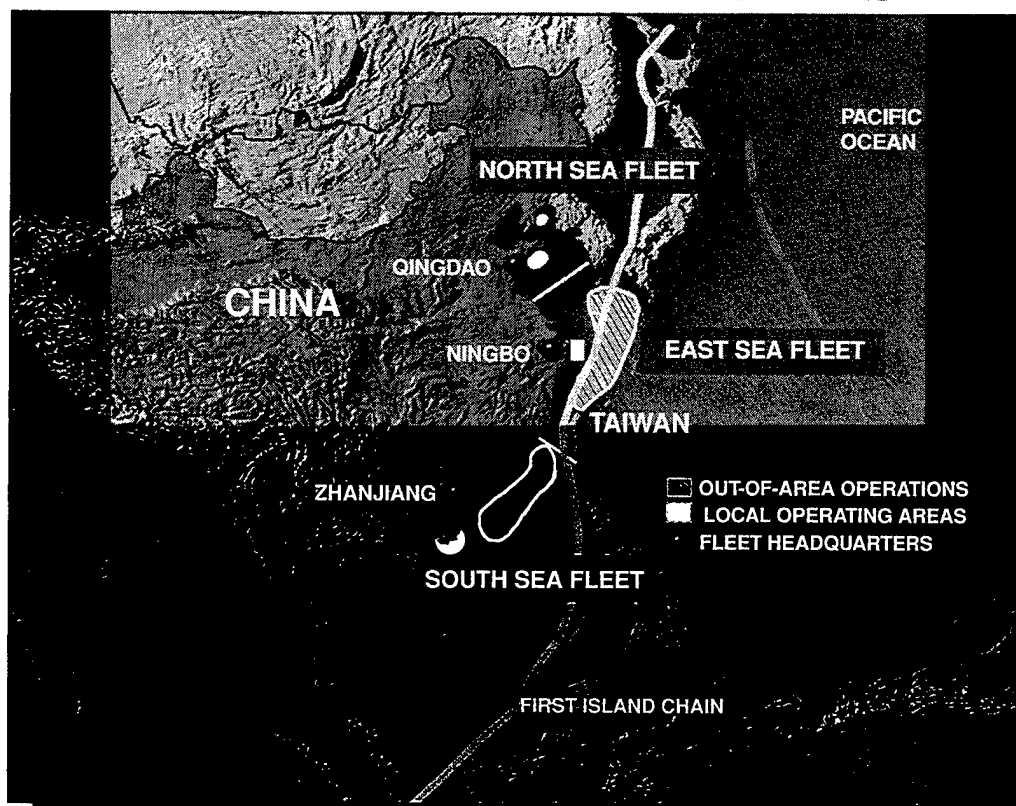 PACIFIC
OCEAN
NORTH SEA FLEET
QINGDAO
CHINA
NINGBO
EAST SEA FLEET
TAIWAN
ZHANJIANG
OUT-OF-AREA OPERATIONS
LOCAL OPERATING AREAS
FLEET HEADQUARTERS
SOUTH SEA FLEET
FIRST ISLAND CHAIN